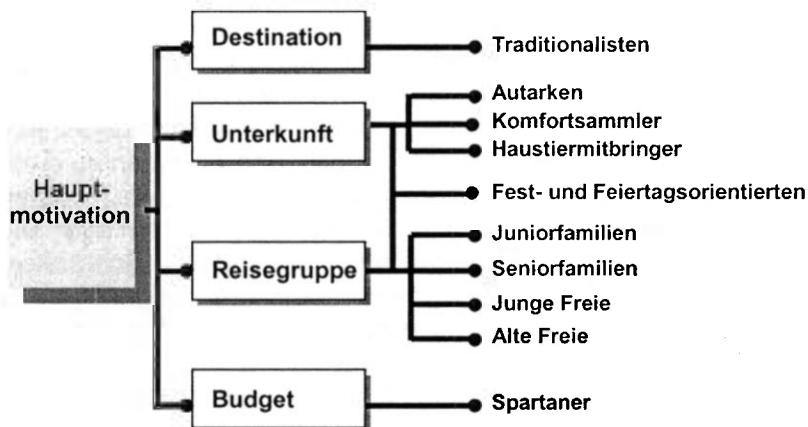 Haupt-
motivation
Destination
Traditionalisten
Unterkunft
Autarken
Komfortsammler
Haustiermitbringer
Fest- und Feiertagsorientierten
Reisegruppe
Juniorfamilien
Seniorfamilien
Junge Freie
Alte Freie
Budget
Spartaner